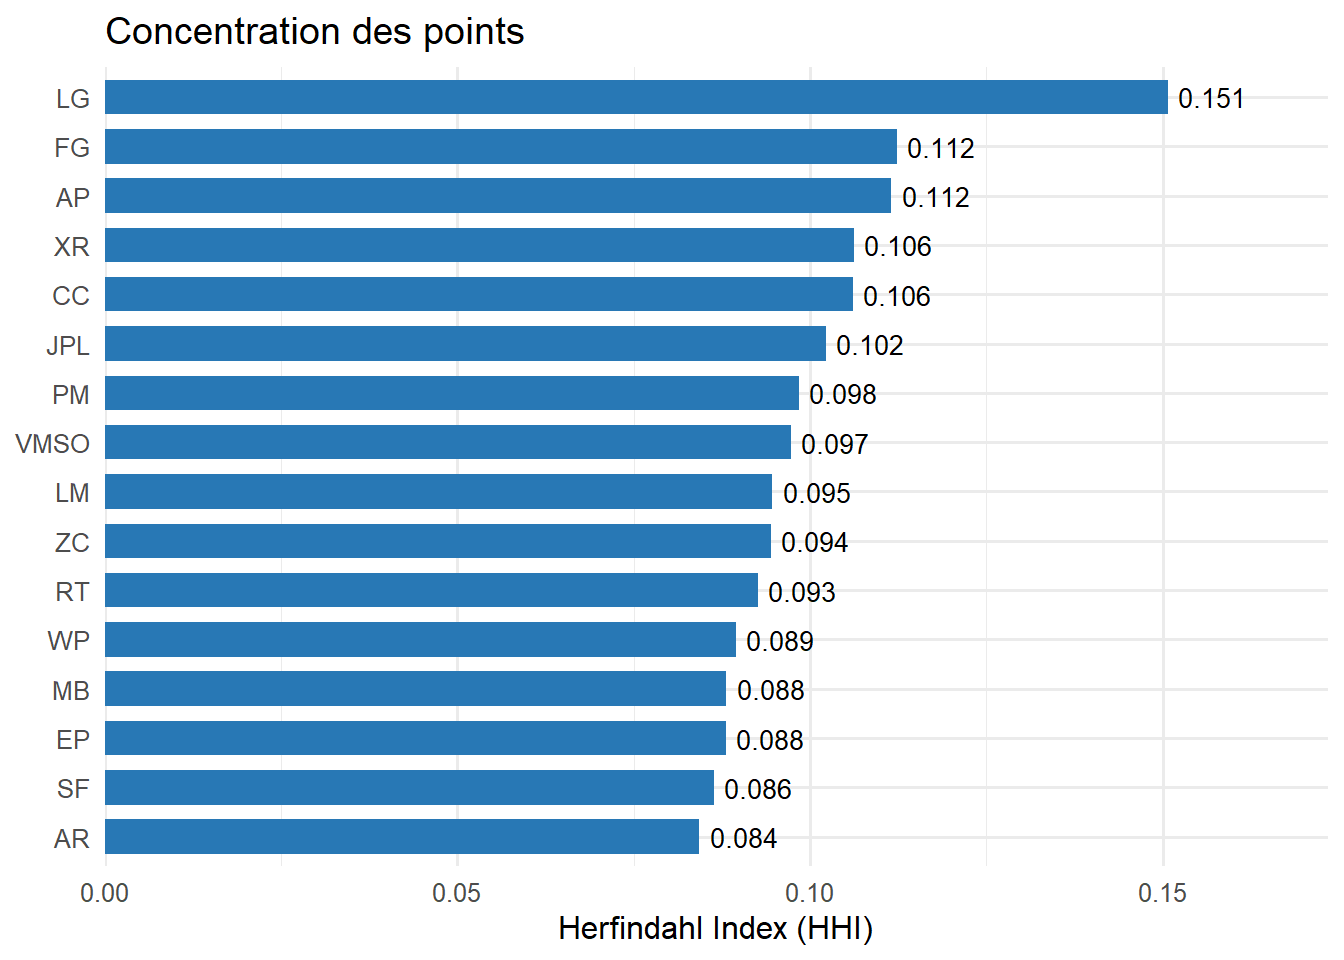 Concentration des points
LG 0.151
FG 0.112
AP 0.112
XR 0.106
CC 0.106
JPL 0.102
PM 0.098
VMSO 0.097
LM 0.095
ZC 0.094
RT 0.093
WP 0.089
MB 0.088
EP 0.088
SF 0.086
AR 0.084
0.00 0.05 0.10 0.15
Herfindahl Index (HHI)